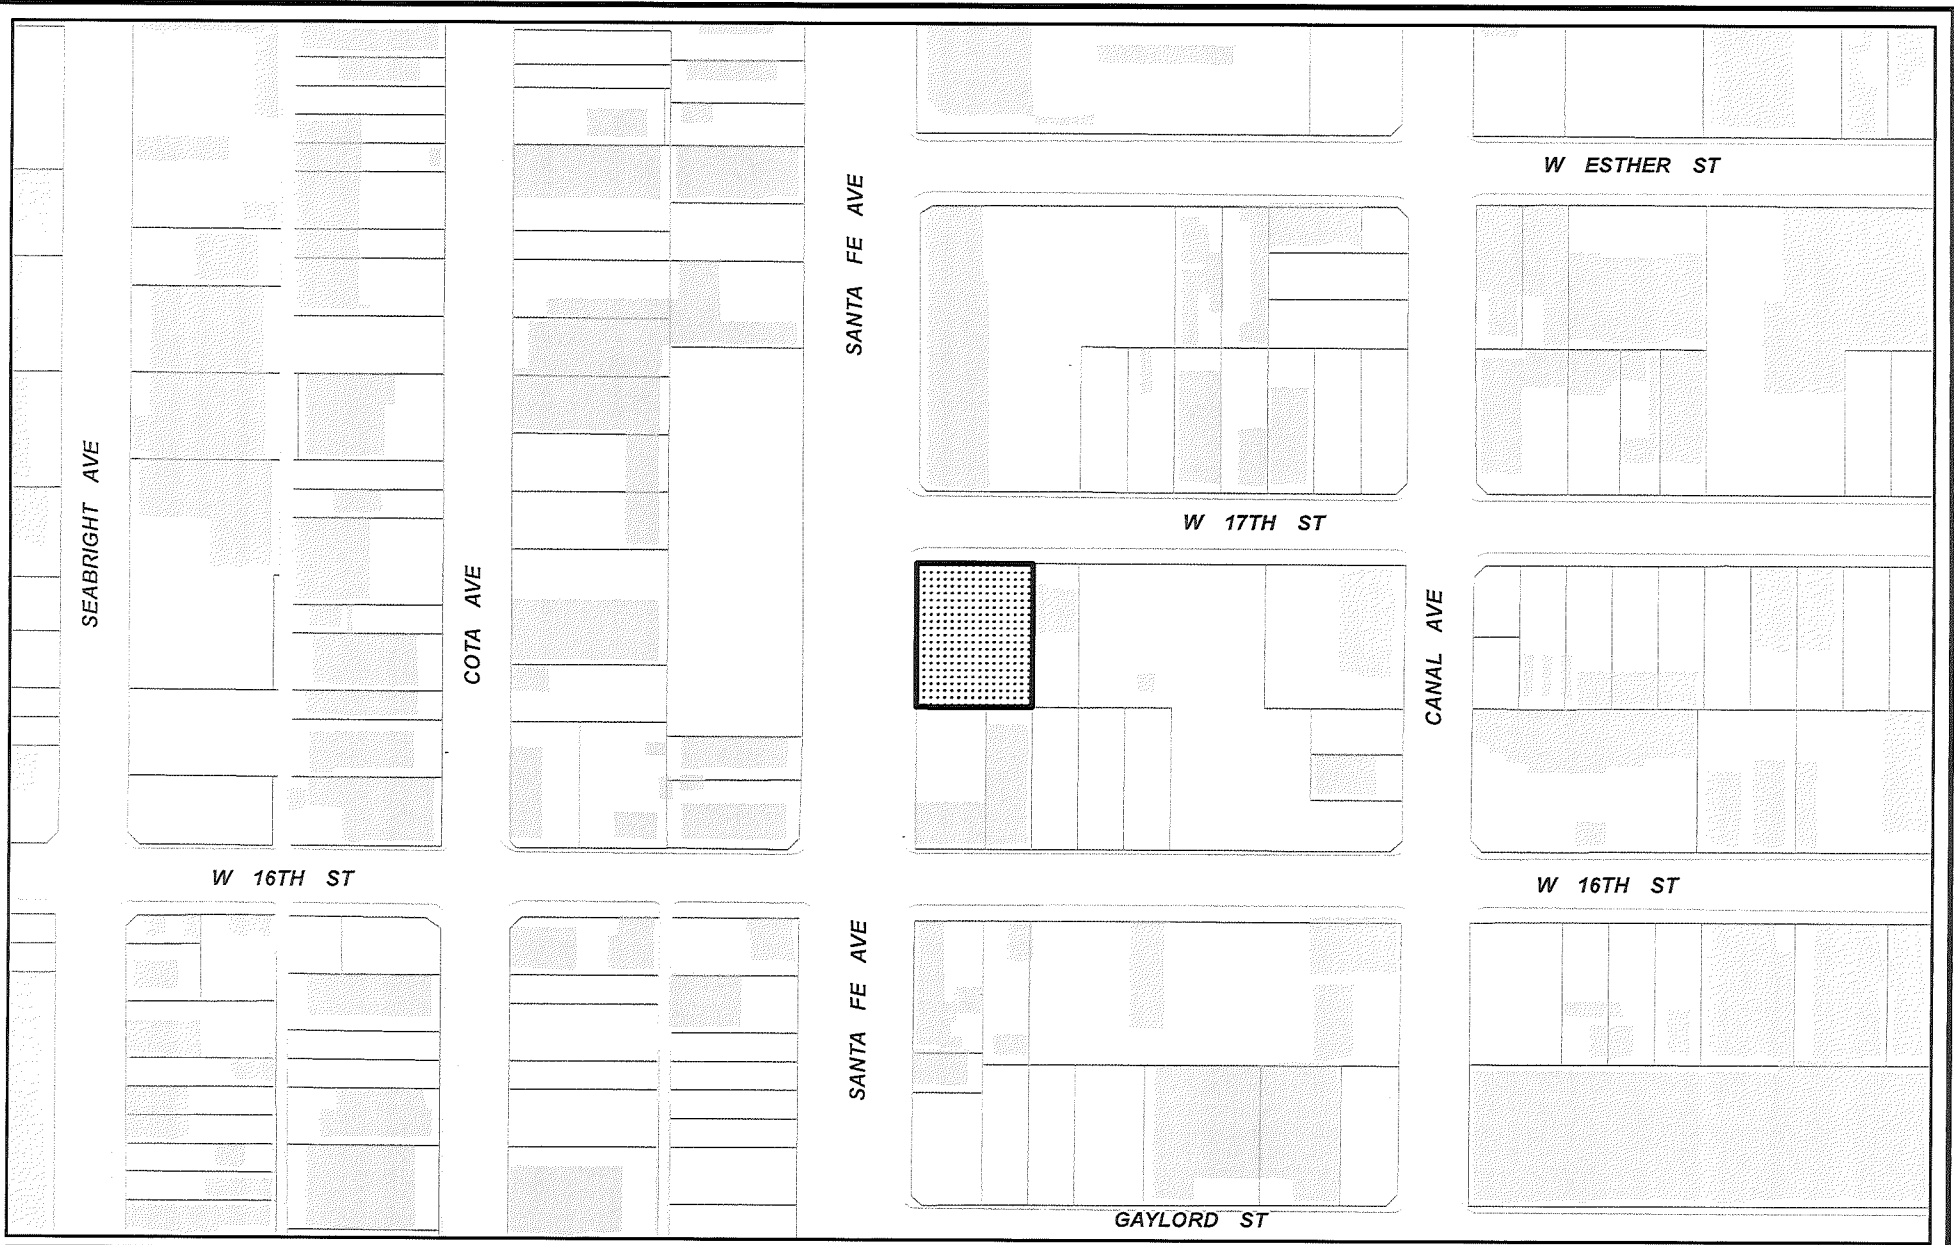 W ESTHER ST
SANTA FE AVE
SEABRIGHT AVE
W 17TH ST
COTA AVE
CANAL AVE
W 16TH ST
W 16TH ST
SANTA FE AVE
GAYLORD ST